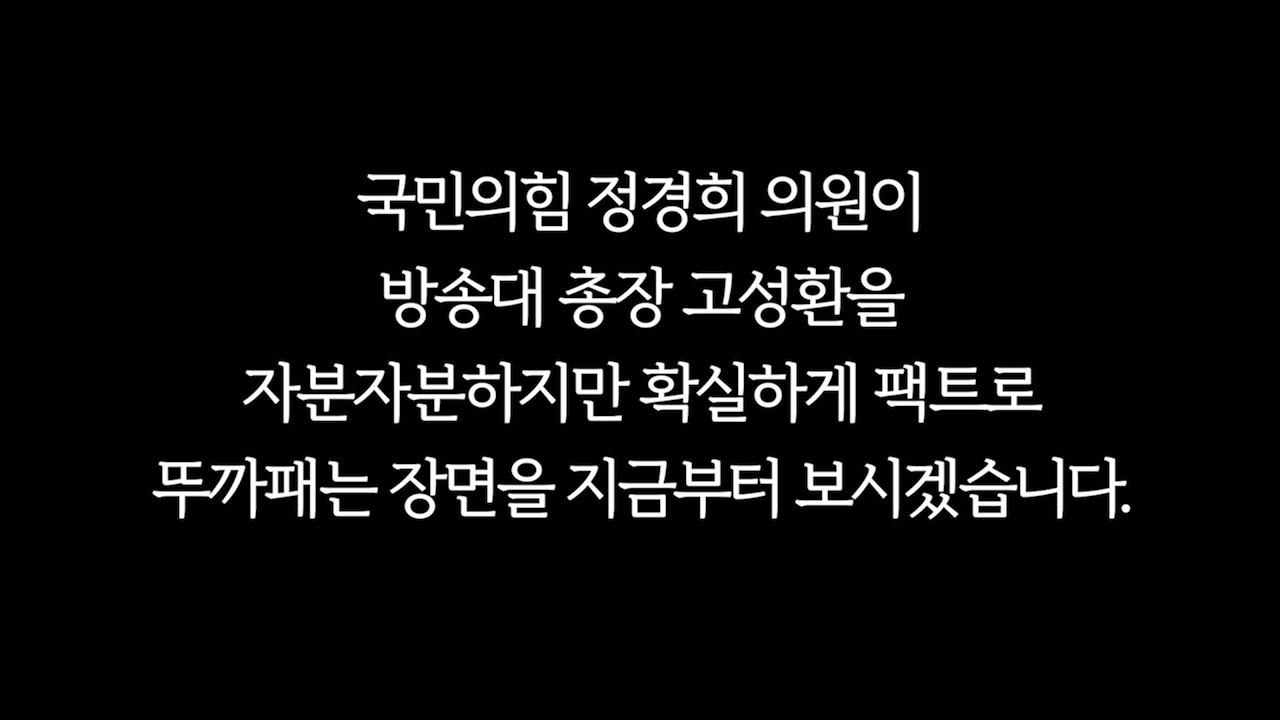 국민의힘 정경희 의원이
방송대 총장 고성환을
자분자분하지만 확실하게 팩트로
뚜까패는 장면을 지금부터 보시겠습니다.